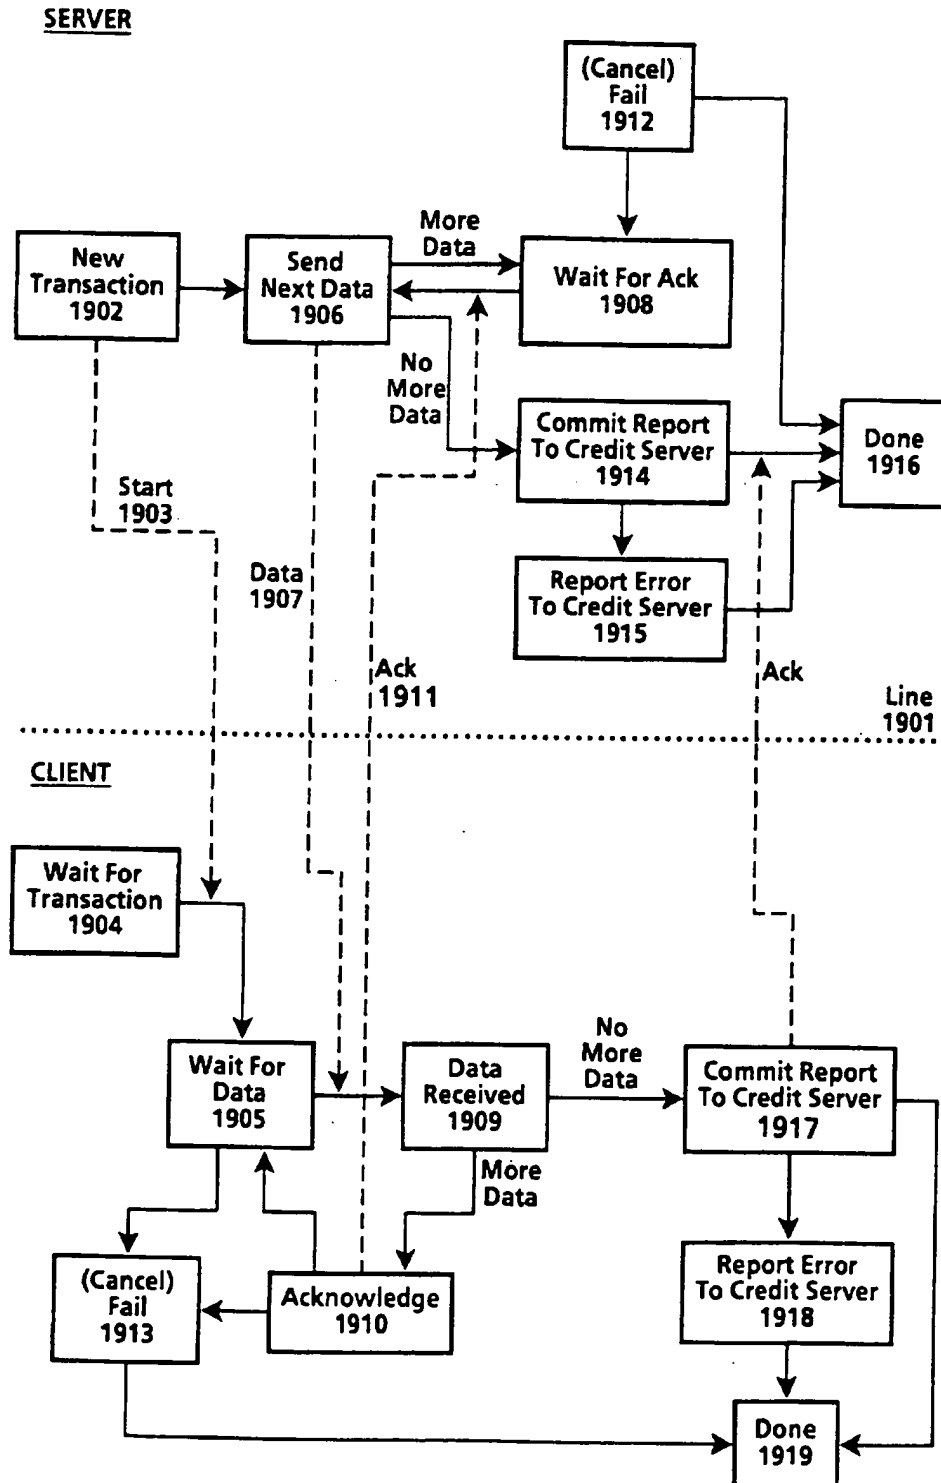 SERVER
(Cancel)
Fail
1912
More
Data
New
Transaction
1902
Send
Next Data
1906
Wait For Ack
1908
No
More
Data
Commit Report
To Credit Server
1914
Done
1916
Start
1903
Data
1907
Report Error
To Credit Server
1915
Ack
1911
Ack
Line
1901
CLIENT
Wait For
Transaction
1904
Wait For
Data
1905
Data
Received
1909
No
More
Data
Commit Report
To Credit Server
1917
More
Data
(Cancel)
Fail
1913
Acknowledge
1910
Report Error
To Credit Server
1918
Done
1919